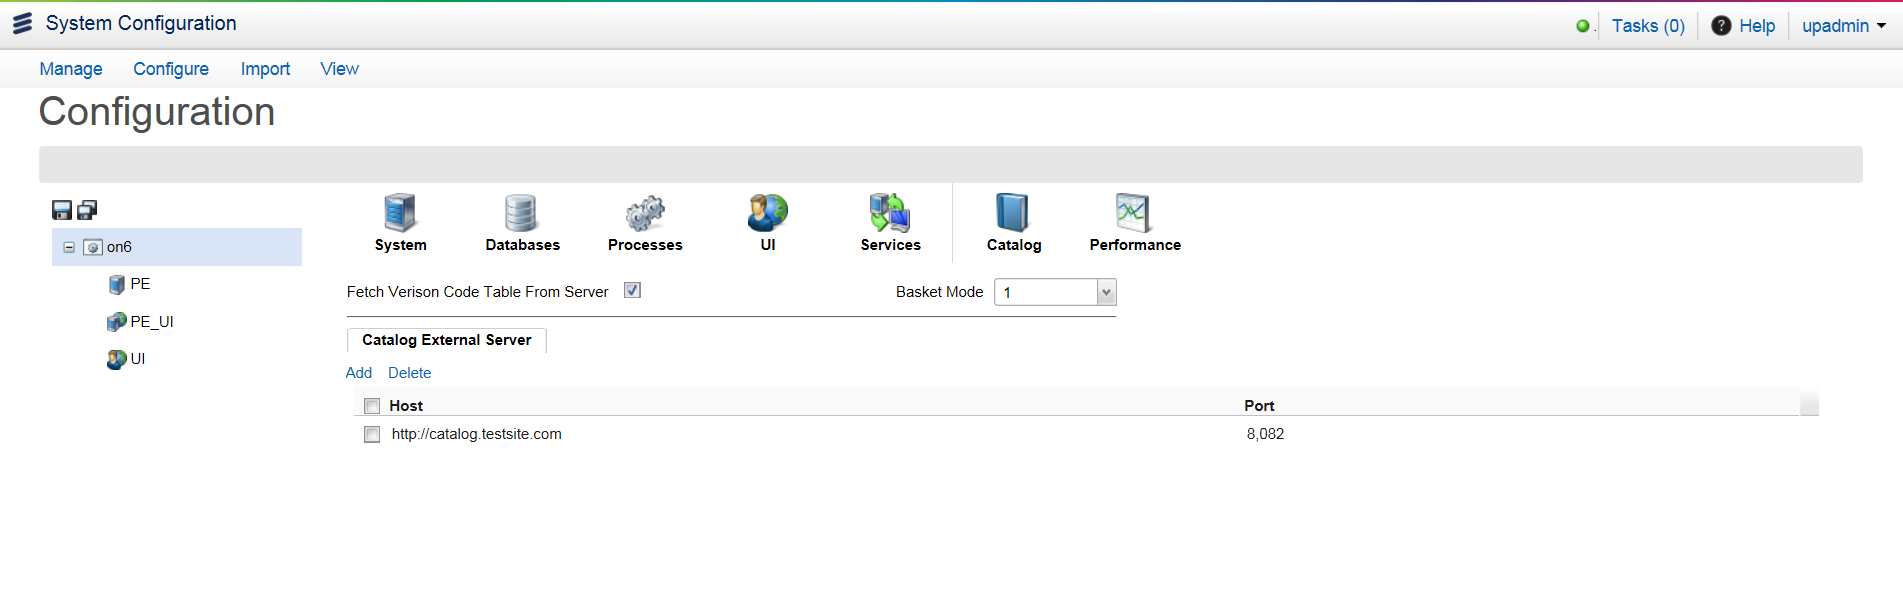 System Configuration
Tasks (0) ? Help upadmin
Manage Configure Import View
Configuration
System Databases Processes UI Services Catalog Performance
on6
PE
PE_UI
UI
Fetch Verison Code Table From Server Basket Mode 1
Catalog External Server
Add Delete
Host Port
http://catalog.testsite.com 8,082